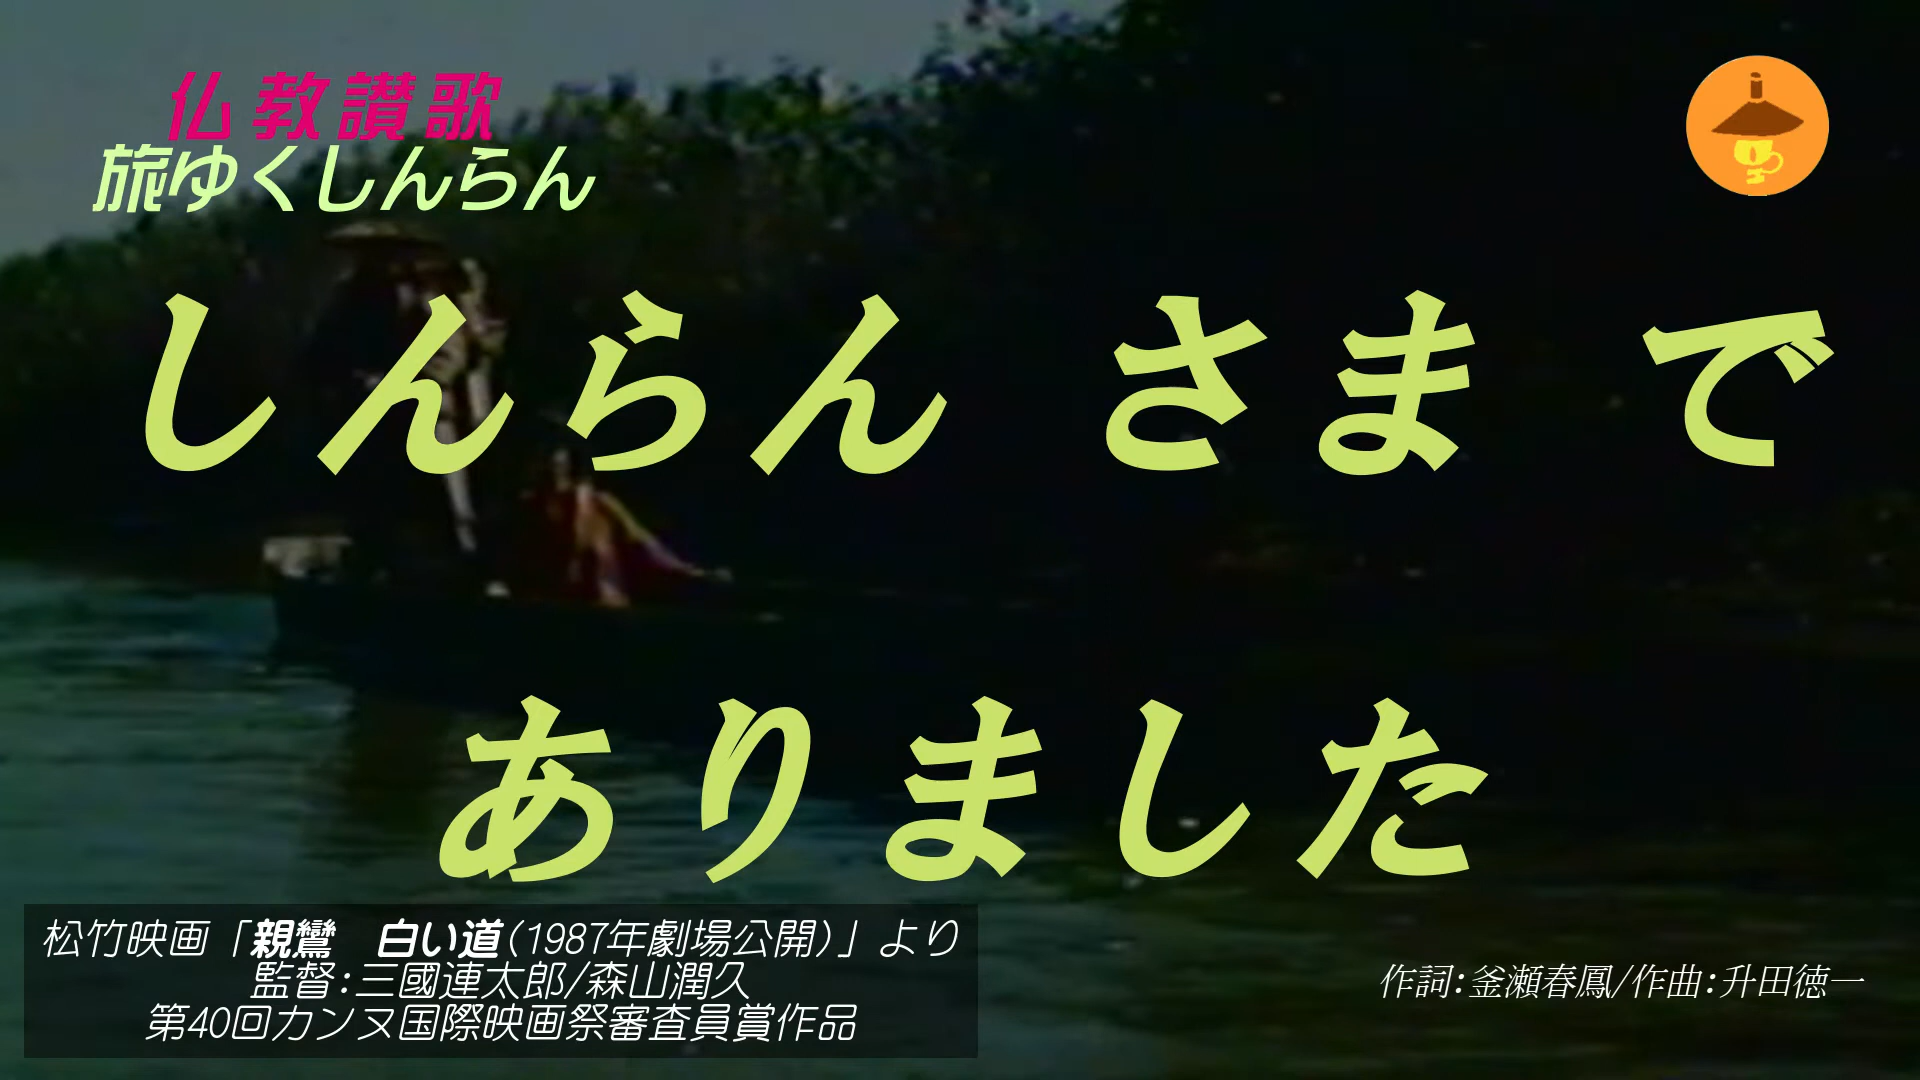 仏教讃歌
旅ゆくしんらん
しんらん さま で
ありました
松竹映画「親鸞　白い道(1987年劇場公開)」より
監督:三國連太郎/森山潤久
第40回カンヌ国際映画祭審査員賞作品
作詞:釜瀬春鳳/作曲:升田徳一